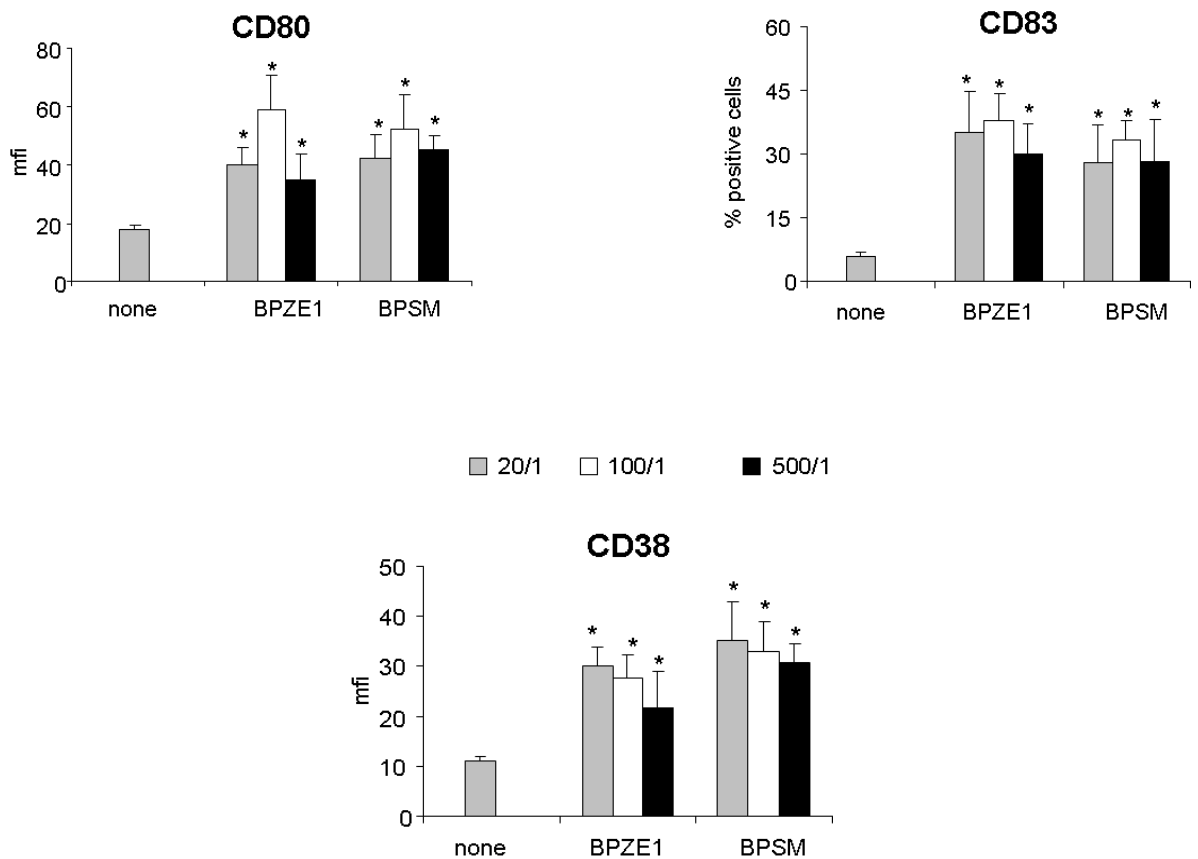 CD80
80
60
40
20
0
mfi
* * * * * *
none BPZE1 BPSM
CD83
60
45
30
15
0
% positive cells
* * * * * *
none BPZE1 BPSM
20/1 100/1 500/1
CD38
50
40
30
20
10
0
mfi
* * * * * *
none BPZE1 BPSM